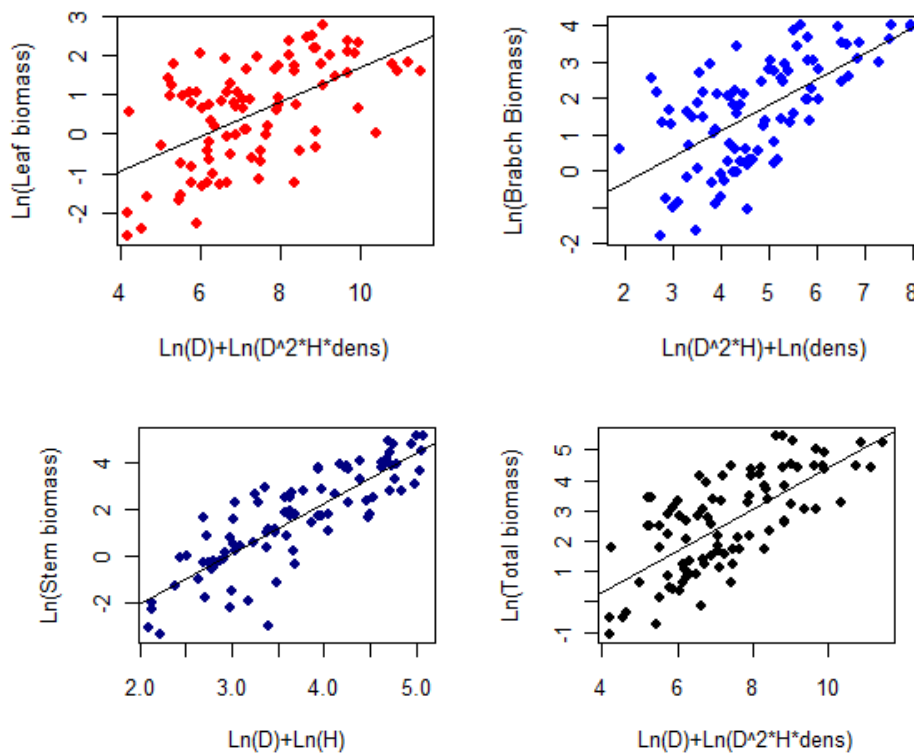 Ln(Leaf biomass)
3
2
1
0
-1
-2
4 6 8 10
Ln(D)+Ln(D^2*H*dens)
Ln(Brabch Biomass)
4
3
2
1
0
-2
2 3 4 5 6 7 8
Ln(D^2*H)+Ln(dens)
Ln(Stem biomass)
4
2
0
-2
2.0 3.0 4.0 5.0
Ln(D)+Ln(H)
Ln(Total biomass)
5
4
3
2
1
-1
4 6 8 10
Ln(D)+Ln(D^2*H*dens)